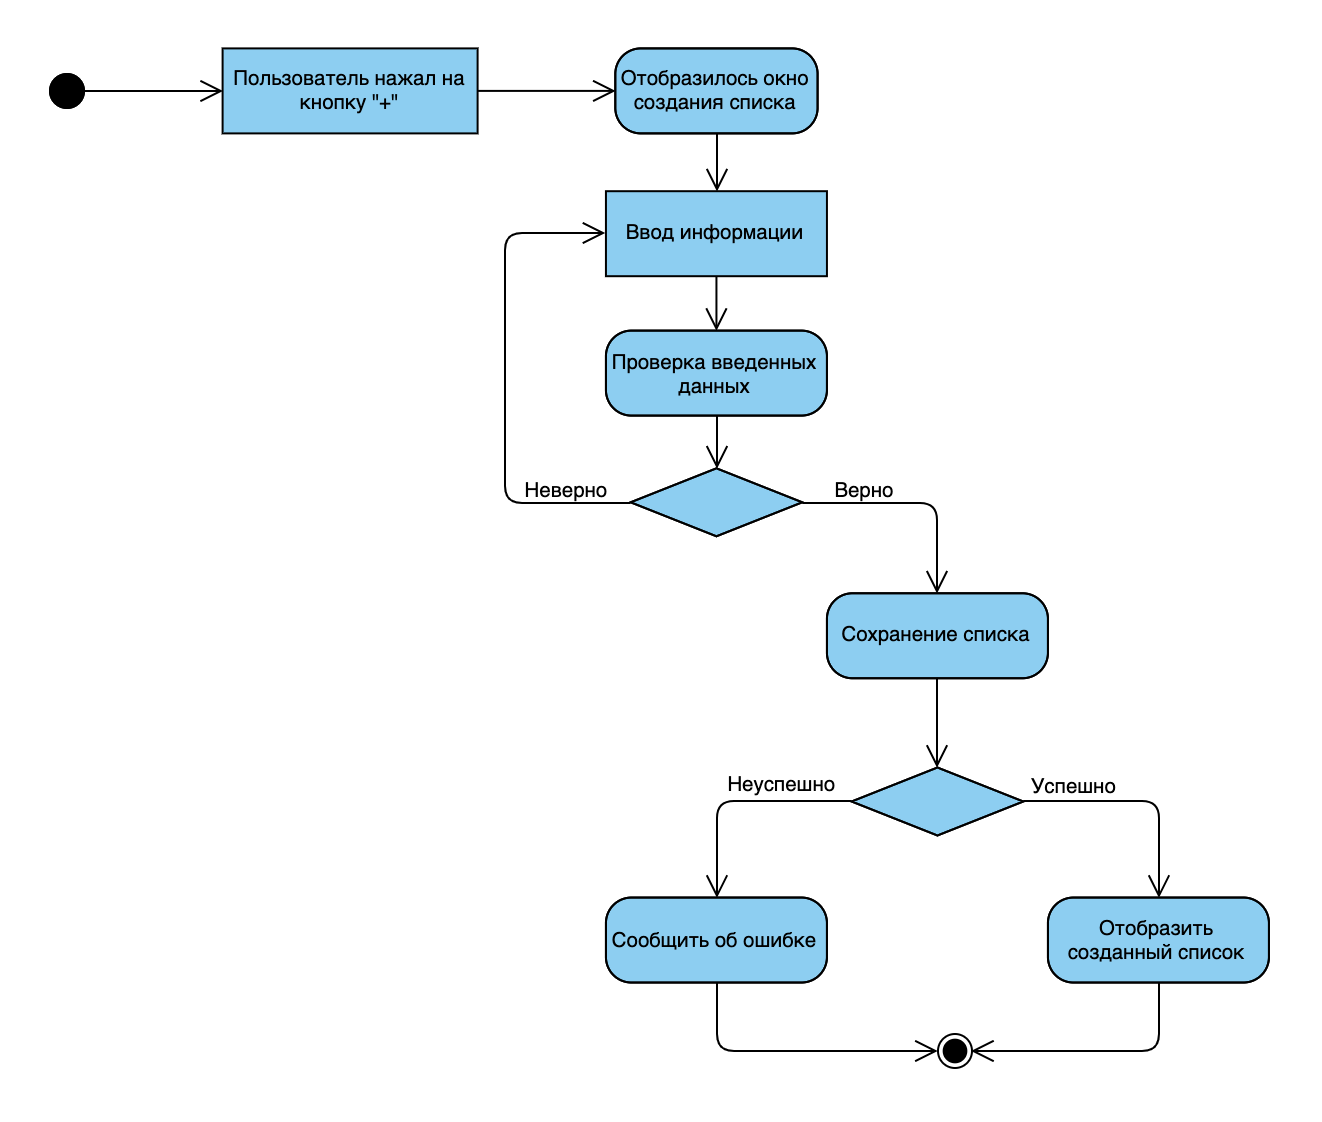 Пользователь нажал на
кнопку "+"
Отобразилось окно
создания списка
Ввод информации
Проверка введенных
данных
Неверно
Верно
Сохранение списка
Неуспешно
Успешно
Сообщить об ошибке
Отобразить
созданный список